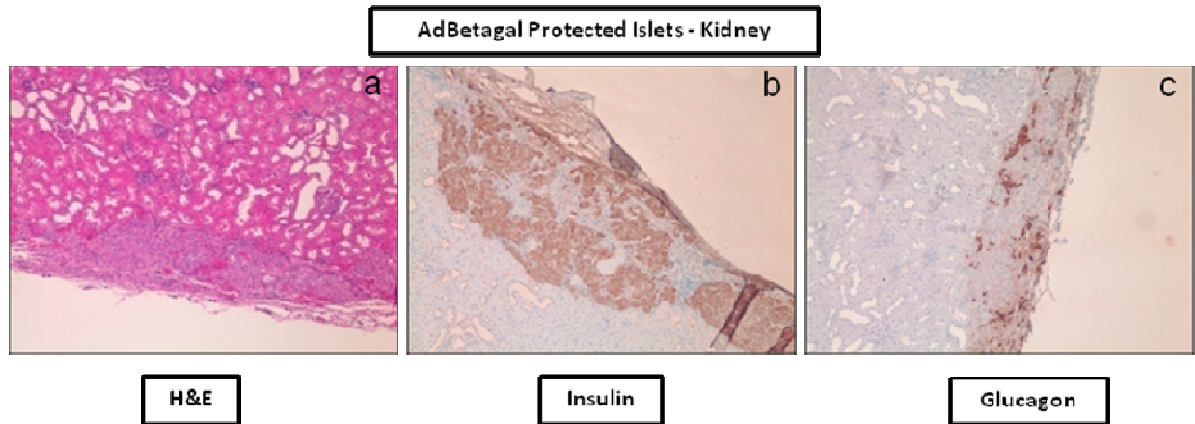 AdBetagal Protected Islets - Kidney
a
b
c
H&E
Insulin
Glucagon